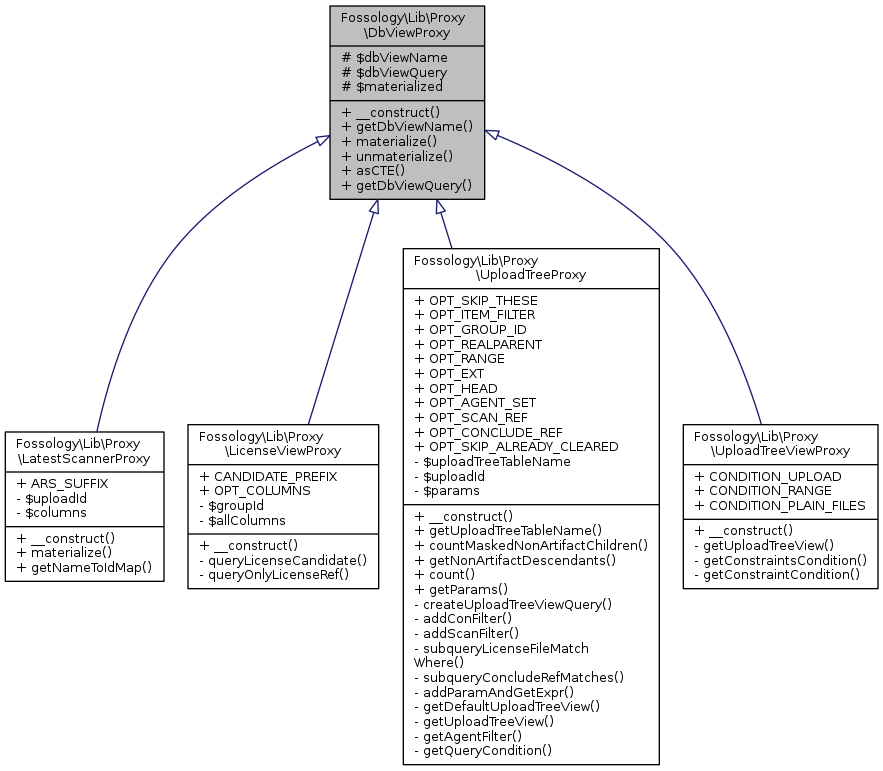 Fossology\Lib\Proxy
\DbViewProxy
# $dbViewName
# $dbViewQuery
# $materialized
+ __construct()
+ getDbViewName()
+ materialize()
+ unmaterialize()
+ asCTE()
+ getDbViewQuery()
Fossology\Lib\Proxy
\LatestScannerProxy
+ ARS_SUFFIX
- $uploadId
- $columns
+ __construct()
+ materialize()
+ getNameToIdMap()
Fossology\Lib\Proxy
\LicenseViewProxy
+ CANDIDATE_PREFIX
+ OPT_COLUMNS
- $groupId
- $allColumns
+ __construct()
- queryLicenseCandidate()
- queryOnlyLicenseRef()
Fossology\Lib\Proxy
\UploadTreeProxy
+ OPT_SKIP_THESE
+ OPT_ITEM_FILTER
+ OPT_GROUP_ID
+ OPT_REALPARENT
+ OPT_RANGE
+ OPT_EXT
+ OPT_HEAD
+ OPT_AGENT_SET
+ OPT_SCAN_REF
+ OPT_CONCLUDE_REF
+ OPT_SKIP_ALREADY_CLEARED
- $uploadTreeTableName
- $uploadId
- $params
+ __construct()
+ getUploadTreeTableName()
+ countMaskedNonArtifactChildren()
+ getNonArtifactDescendants()
+ count()
+ getParams()
- createUploadTreeViewQuery()
- addConFilter()
- addScanFilter()
- subqueryLicenseFileMatch
Where()
- subqueryConcludeRefMatches()
- addParamAndGetExpr()
- getDefaultUploadTreeView()
- getUploadTreeView()
- getAgentFilter()
- getQueryCondition()
Fossology\Lib\Proxy
\UploadTreeViewProxy
+ CONDITION_UPLOAD
+ CONDITION_RANGE
+ CONDITION_PLAIN_FILES
+ __construct()
- getUploadTreeView()
- getConstraintsCondition()
- getConstraintCondition()